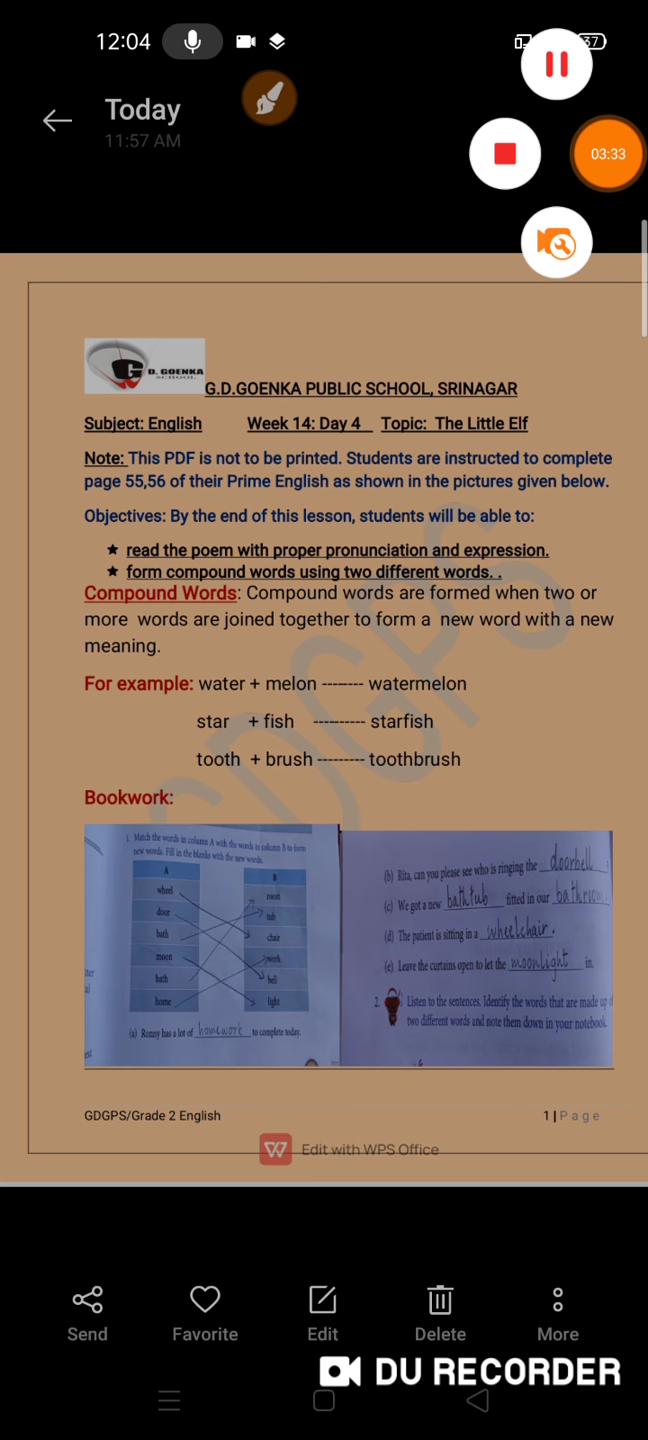 12:04
37
Today
11:57 AM
03:33
G D. GOENKA
SCHOOL
G.D.GOENKA PUBLIC SCHOOL, SRINAGAR
Subject: English Week 14: Day 4 Topic: The Little Elf
Note: This PDF is not to be printed. Students are instructed to complete
page 55,56 of their Prime English as shown in the pictures given below.
Objectives: By the end of this lesson, students will be able to:
★ read the poem with proper pronunciation and expression.
★ form compound words using two different words. .
Compound Words: Compound words are formed when two or
more words are joined together to form a new word with a new
meaning.
For example: water + melon -------- watermelon
star + fish ---------- starfish
tooth + brush --------- toothbrush
GDGPS
Bookwork:
1. Match the words in column A with the words in column B to form
new words. Fill in the blanks with the new words.
A B
wheel room
door tub
bath chair
moon work
bath bell
home light
(a) Ronny has a lot of homework to complete today.
(b) Rita, can you please see who is ringing the doorbell
(c) We got a new bathtub fitted in our bathroom.
(d) The patient is sitting in a wheelchair.
(e) Leave the curtains open to let the moonlight in.
2. Listen to the sentences. Identify the words that are made up
two different words and note them down in your notebook.
GDGPS/Grade 2 English 1 | Page
Edit with WPS Office
Send Favorite Edit Delete More
DU RECORDER